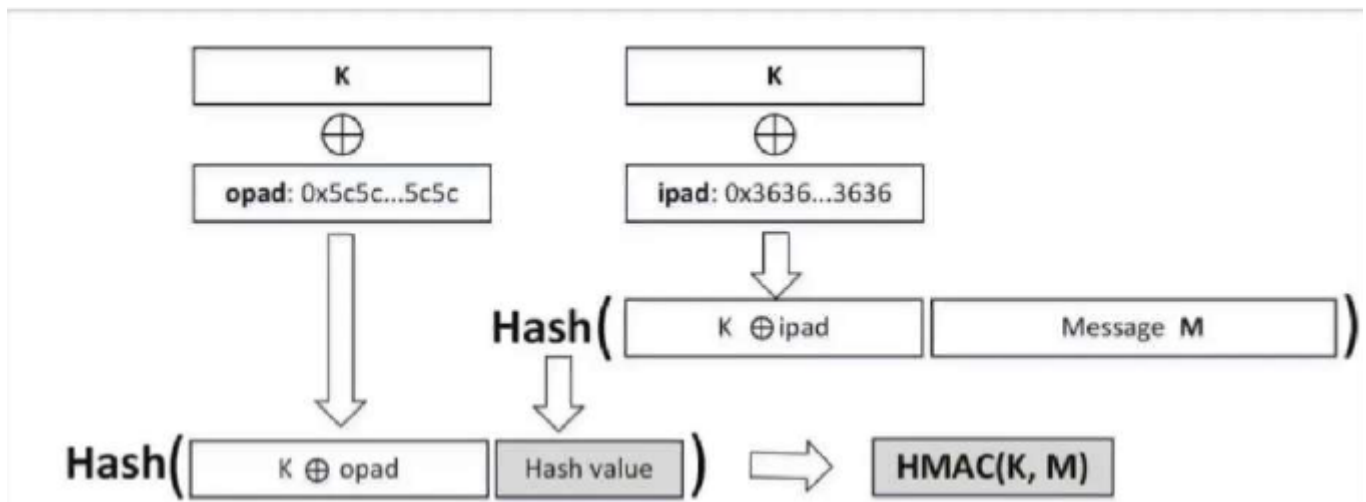 K K
⊕ ⊕
opad: 0x5c5c...5c5c ipad: 0x3636...3636
Hash( K ⊕ ipad Message M )
Hash( K ⊕ opad Hash value ) HMAC(K, M)